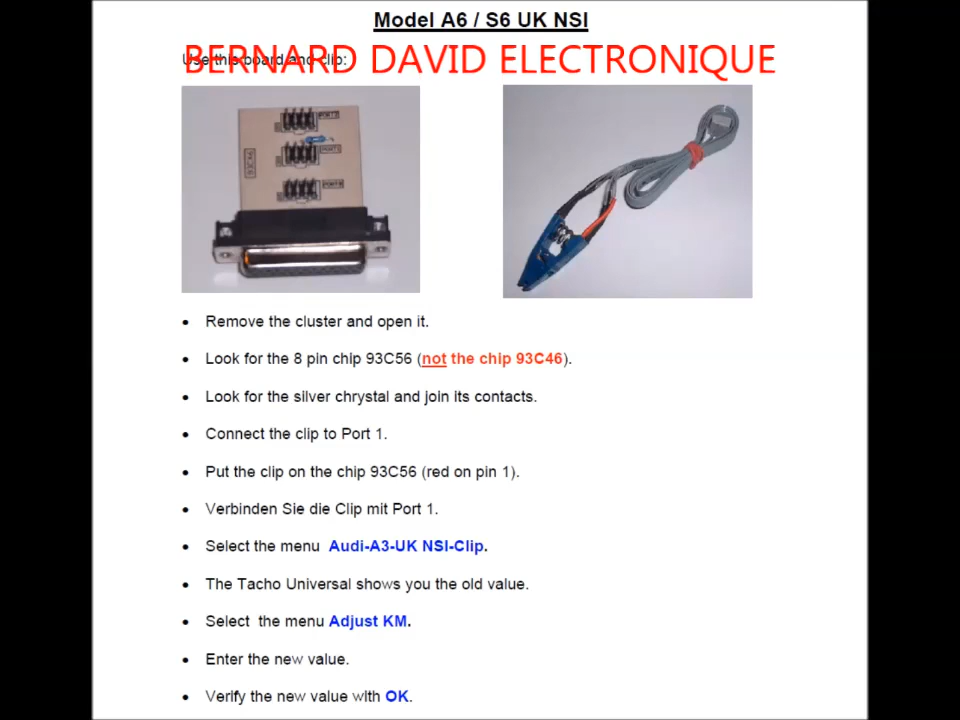 Model A6 / S6 UK NSI
BERNARD DAVID ELECTRONIQUE
Use this board and clip:
PORT1
93C46
• Remove the cluster and open it.
• Look for the 8 pin chip 93C56 (not the chip 93C46).
• Look for the silver chrystal and join its contacts.
• Connect the clip to Port 1.
• Put the clip on the chip 93C56 (red on pin 1).
• Verbinden Sie die Clip mit Port 1.
• Select the menu Audi-A3-UK NSI-Clip.
• The Tacho Universal shows you the old value.
• Select the menu Adjust KM.
• Enter the new value.
• Verify the new value with OK.